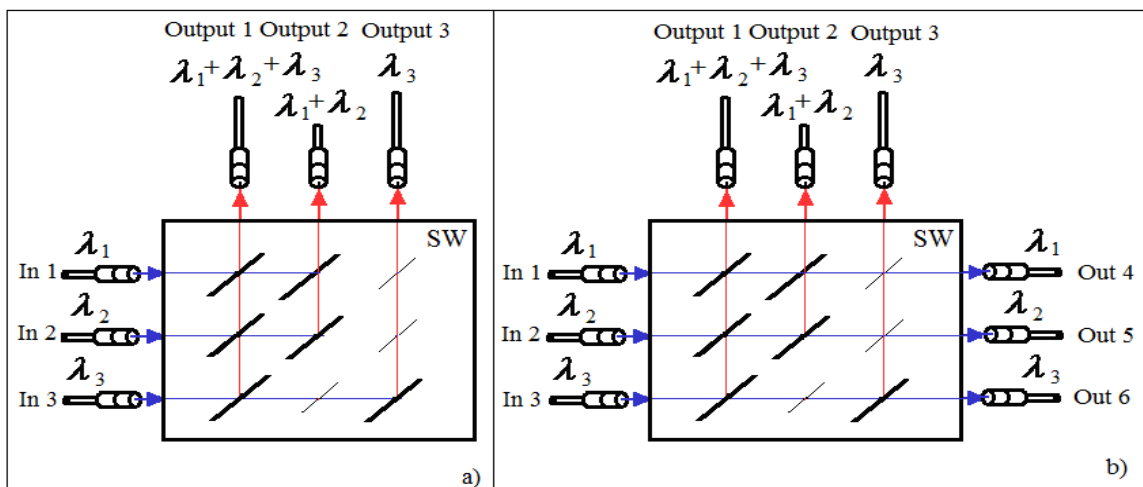 Output 1 Output 2 Output 3
λ1+λ2+λ3 λ3
λ1+λ2
SW
λ1
In 1
λ2
In 2
λ3
In 3
a)
Output 1 Output 2 Output 3
λ1+λ2+λ3 λ3
λ1+λ2
SW
λ1 λ1
In 1 Out 4
λ2 λ2
In 2 Out 5
λ3 λ3
In 3 Out 6
b)